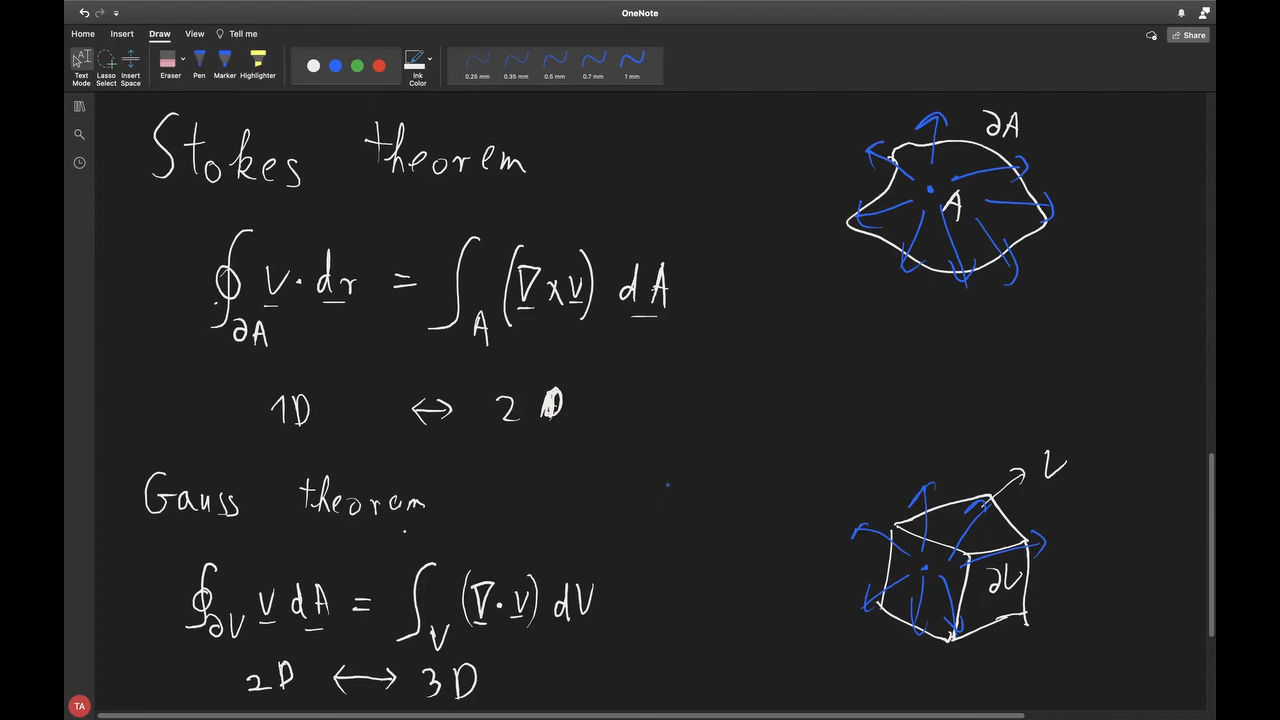 OneNote
Home Insert Draw View Tell me
Share
Text Mode
Lasso Select
Insert Space
Eraser
Pen
Marker
Highlighter
Ink Color
0.25 mm 0.35 mm 0.5 mm 0.7 mm 1 mm
Stokes theorem
∂A
A
∮∂A v · dr = ∫A (∇ x v) dA
1D ↔ 2D
V
Gauss theorem
∂V
∮∂V v dA = ∫V (∇ · v) dV
2D ↔ 3D
TA